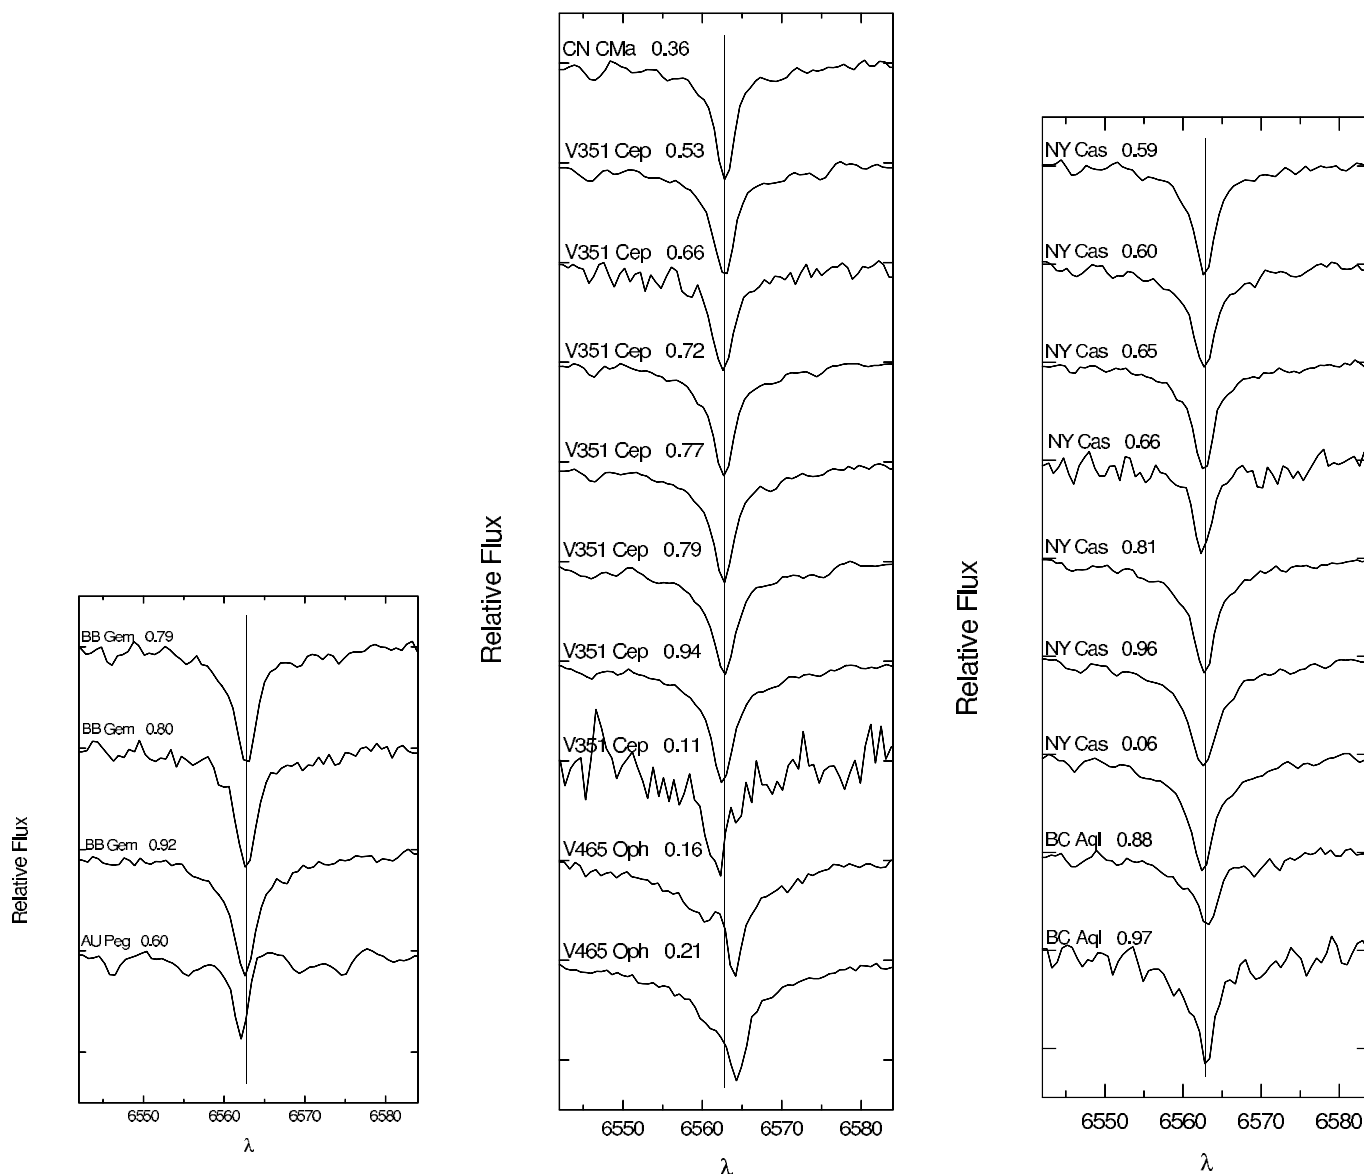 BB Gem 0.79
BB Gem 0.80
BB Gem 0.92
AU Peg 0.60
6550 6560 6570 6580
λ
Relative Flux
CN CMa 0.36
V351 Cep 0.53
V351 Cep 0.66
V351 Cep 0.72
V351 Cep 0.77
V351 Cep 0.79
V351 Cep 0.94
V351 Cep 0.11
V465 Oph 0.16
V465 Oph 0.21
6550 6560 6570 6580
λ
Relative Flux
NY Cas 0.59
NY Cas 0.60
NY Cas 0.65
NY Cas 0.66
NY Cas 0.81
NY Cas 0.96
NY Cas 0.06
BC Aql 0.88
BC Aql 0.97
6550 6560 6570 6580
λ
Relative Flux